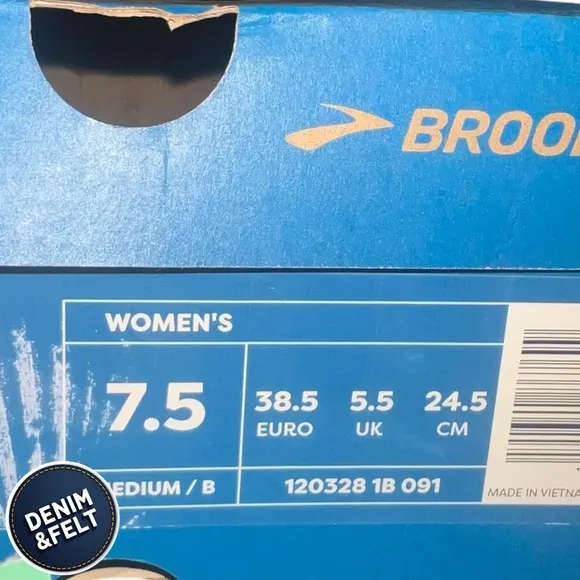 BROO
WOMEN'S
7.5
38.5 5.5 24.5
EURO UK CM
EDIUM / B
120328 1B 091
MADE IN VIETNA
DENIM
&FELT